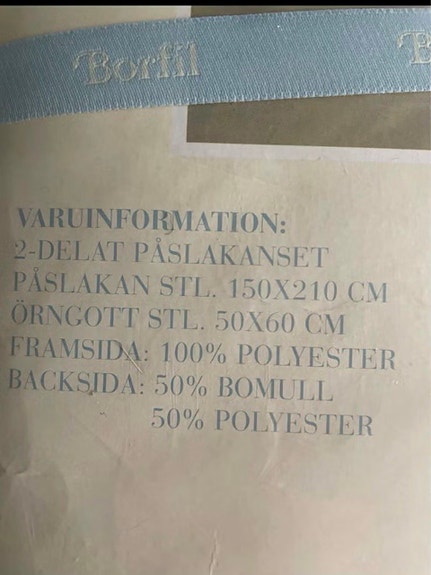 Borfil B
VARUINFORMATION:
2-DELAT PÅSLAKANSET
PÅSLAKAN STL. 150X210 CM
ÖRNGOTT STL. 50X60 CM
FRAMSIDA: 100% POLYESTER
BACKSIDA: 50% BOMULL
50% POLYESTER